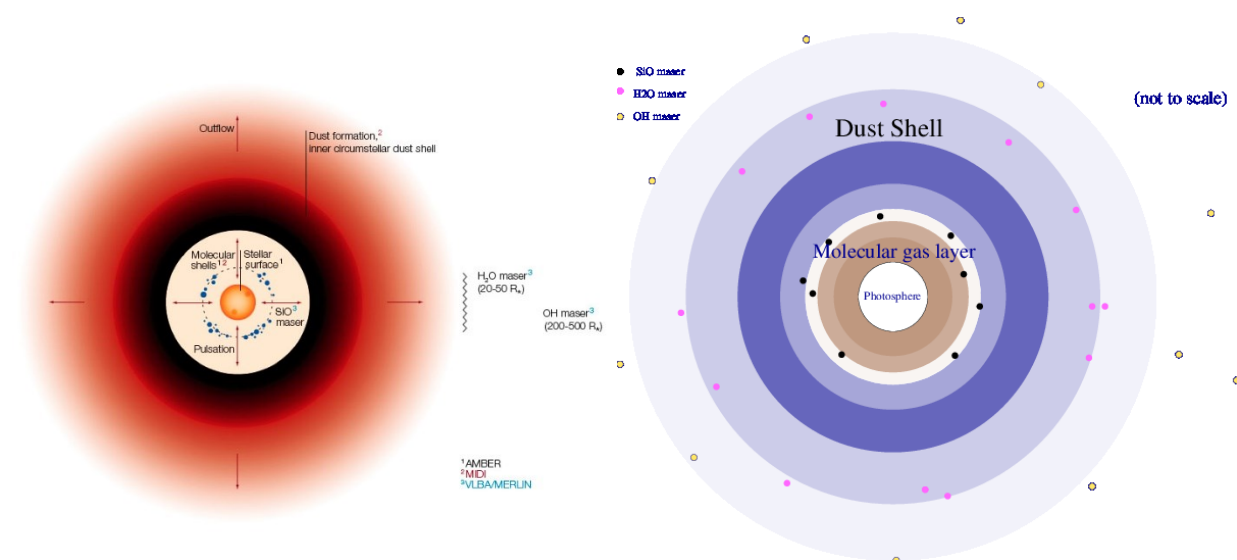 Outflow
Dust formation,²
inner circumstellar dust shell
Molecular
shells¹²
Stellar
surface¹
SiO³
maser
Pulsation
H₂O maser³
(20-50 R*)
OH maser³
(200-500 R*)
¹AMBER
²MIDI
³VLBA/MERLIN
SiO maser
H2O maser
OH maser
(not to scale)
Dust Shell
Molecular gas layer
Photosphere